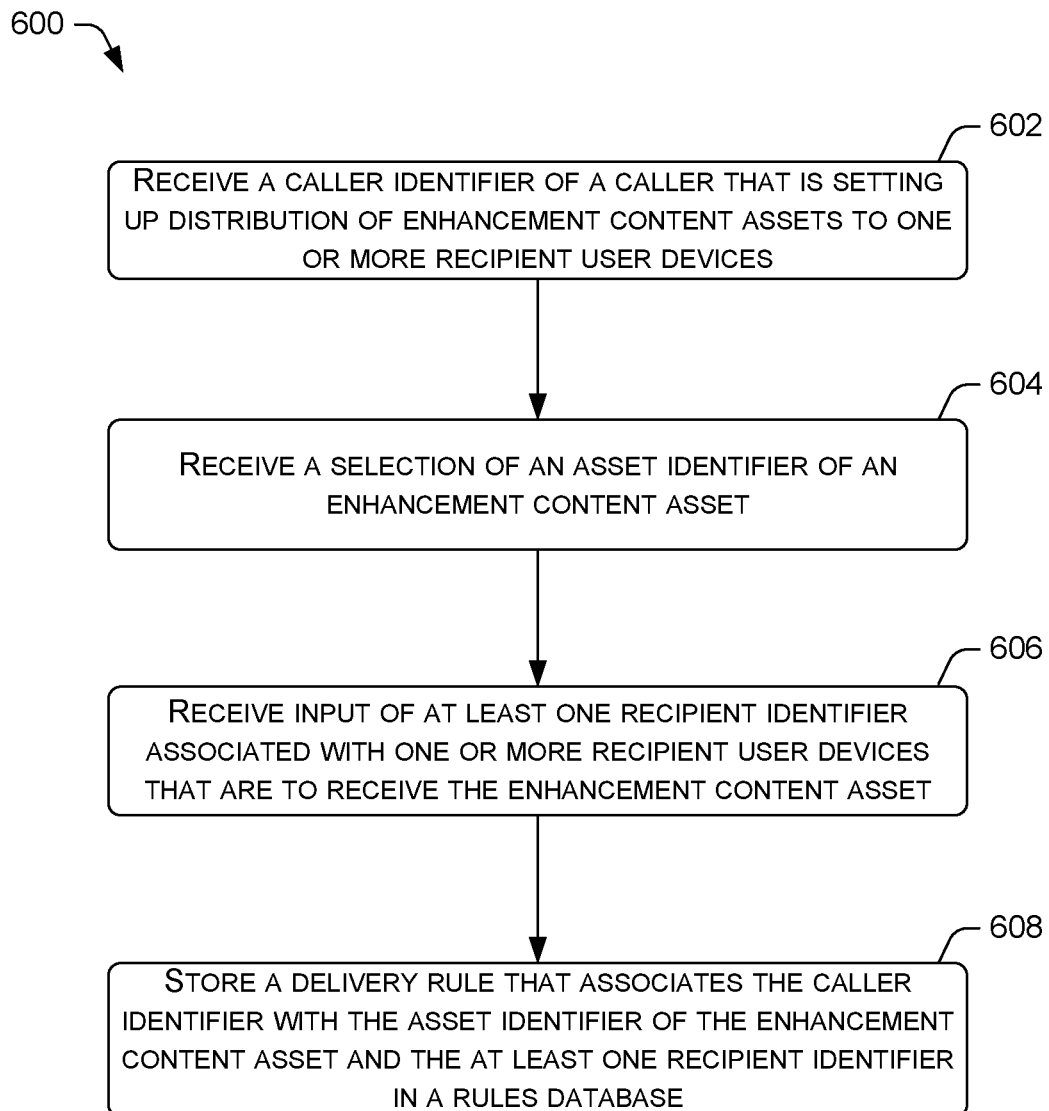 600
602
RECEIVE A CALLER IDENTIFIER OF A CALLER THAT IS SETTING
UP DISTRIBUTION OF ENHANCEMENT CONTENT ASSETS TO ONE
OR MORE RECIPIENT USER DEVICES
604
RECEIVE A SELECTION OF AN ASSET IDENTIFIER OF AN
ENHANCEMENT CONTENT ASSET
606
RECEIVE INPUT OF AT LEAST ONE RECIPIENT IDENTIFIER
ASSOCIATED WITH ONE OR MORE RECIPIENT USER DEVICES
THAT ARE TO RECEIVE THE ENHANCEMENT CONTENT ASSET
608
STORE A DELIVERY RULE THAT ASSOCIATES THE CALLER
IDENTIFIER WITH THE ASSET IDENTIFIER OF THE ENHANCEMENT
CONTENT ASSET AND THE AT LEAST ONE RECIPIENT IDENTIFIER
IN A RULES DATABASE